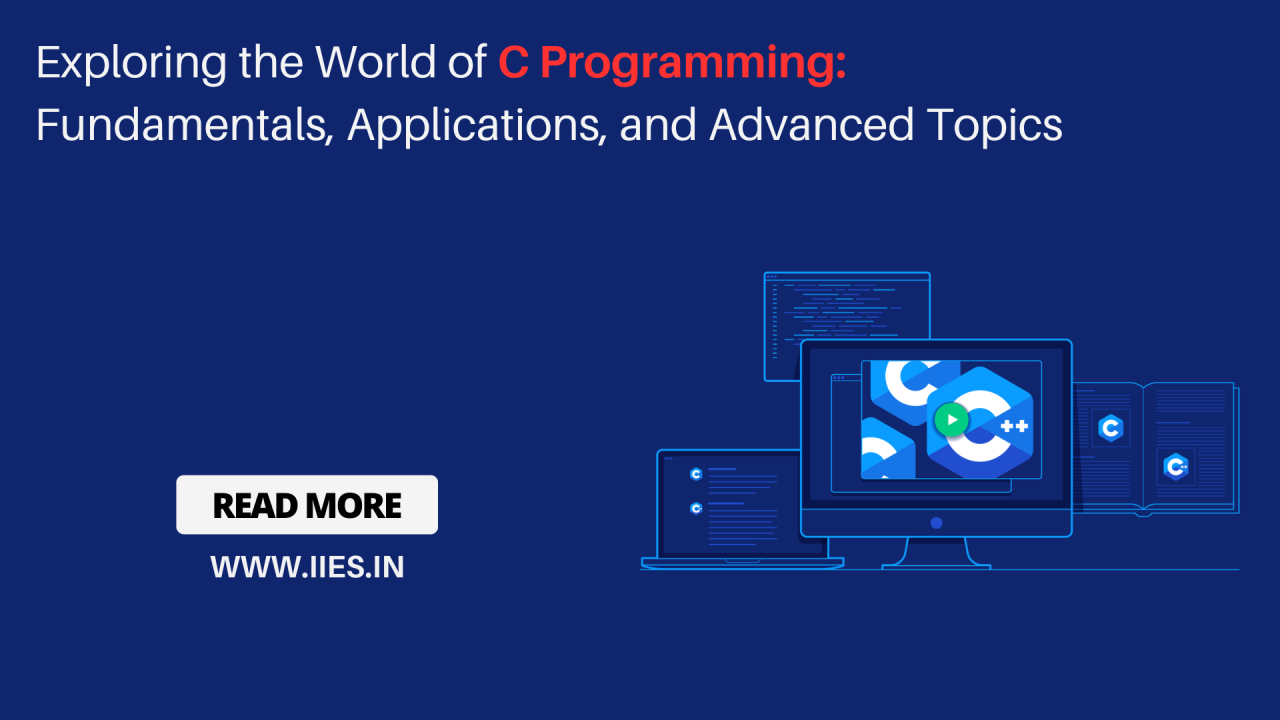 Exploring the World of C Programming:
Fundamentals, Applications, and Advanced Topics
C
C
++
C
C
C
C
READ MORE
WWW.IIES.IN